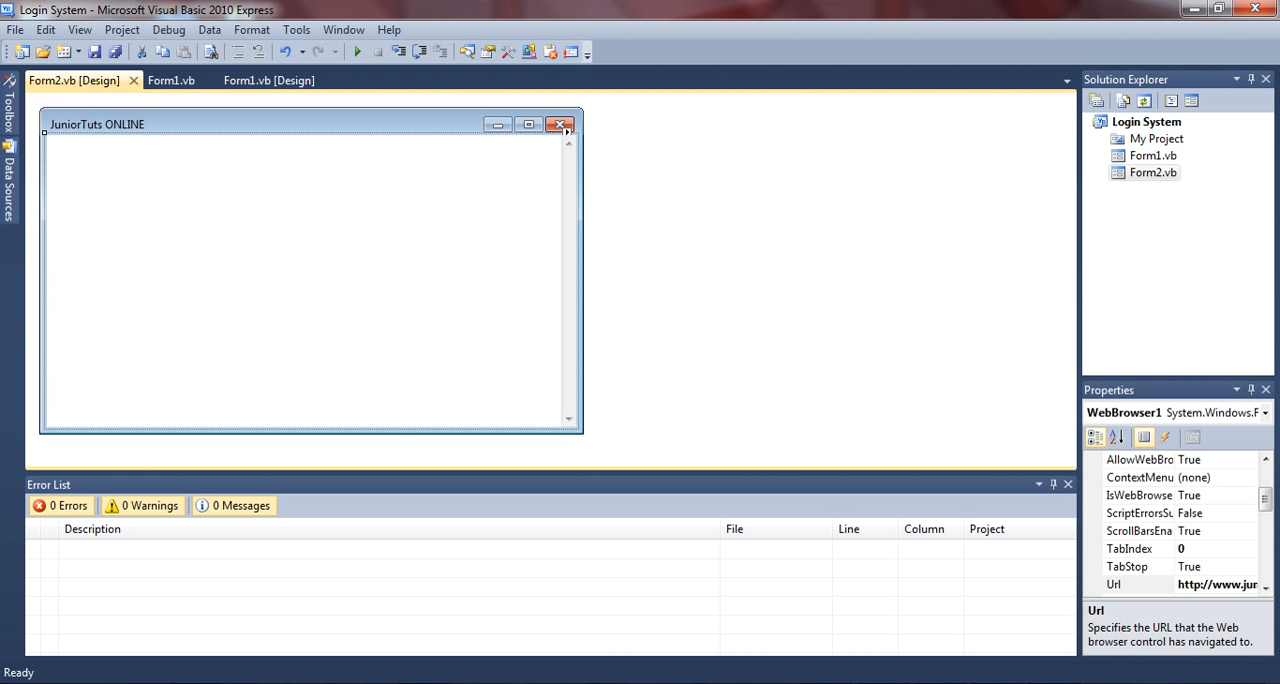 Login System - Microsoft Visual Basic 2010 Express
File Edit View Project Debug Data Format Tools Window Help
Form2.vb [Design] Form1.vb Form1.vb [Design]
Toolbox
Data Sources
JuniorTuts ONLINE
Solution Explorer
Login System
My Project
Form1.vb
Form2.vb
Properties
WebBrowser1 System.Windows.F
AllowWebBro True
ContextMenu (none)
IsWebBrowse True
ScriptErrorsSu False
ScrollBarsEna True
TabIndex 0
TabStop True
Url http://www.jun
Url
Specifies the URL that the Web
browser control has navigated to.
Error List
0 Errors 0 Warnings 0 Messages
Description File Line Column Project
Ready